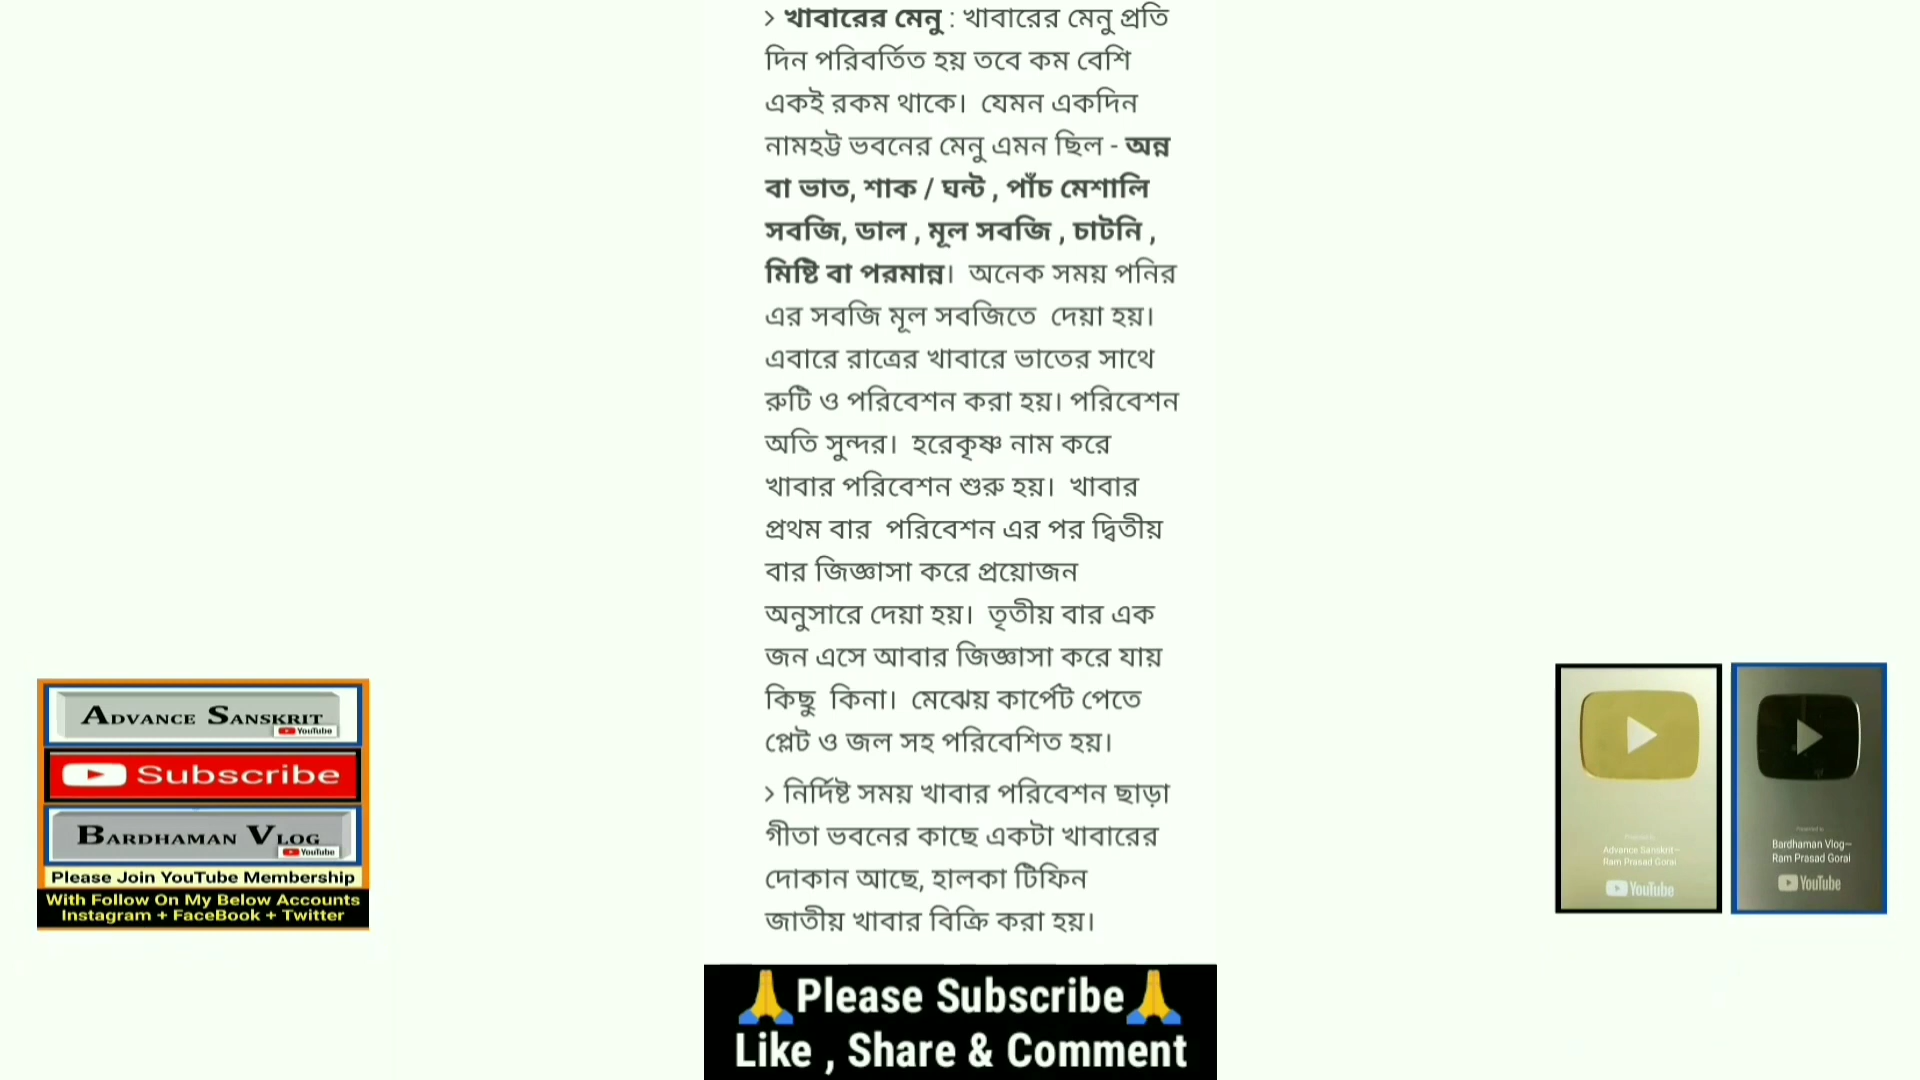 > খাবারের মেনু : খাবারের মেনু প্রতি
দিন পরিবর্তিত হয় তবে কম বেশি
একই রকম থাকে। যেমন একদিন
নামহট্ট ভবনের মেনু এমন ছিল - অন্ন
বা ভাত, শাক / ঘন্ট , পাঁচ মেশালি
সবজি, ডাল , মূল সবজি , চাটনি ,
মিষ্টি বা পরমান্ন। অনেক সময় পনির
এর সবজি মূল সবজিতে দেয়া হয়।
এবারে রাত্রের খাবারে ভাতের সাথে
রুটি ও পরিবেশন করা হয়। পরিবেশন
অতি সুন্দর। হরেকৃষ্ণ নাম করে
খাবার পরিবেশন শুরু হয়। খাবার
প্রথম বার পরিবেশন এর পর দ্বিতীয়
বার জিজ্ঞাসা করে প্রয়োজন
অনুসারে দেয়া হয়। তৃতীয় বার এক
জন এসে আবার জিজ্ঞাসা করে যায়
কিছু কিনা। মেঝেয় কার্পেট পেতে
প্লেট ও জল সহ পরিবেশিত হয়।
> নির্দিষ্ট সময় খাবার পরিবেশন ছাড়া
গীতা ভবনের কাছে একটা খাবারের
দোকান আছে, হালকা টিফিন
জাতীয় খাবার বিক্রি করা হয়।
🙏Please Subscribe🙏
Like , Share & Comment
ADVANCE SANSKRIT
YouTube
Subscribe
BARDHAMAN VLOG
YouTube
Please Join YouTube Membership
With Follow On My Below Accounts
Instagram + FaceBook + Twitter
Presented to
Advance Sanskrit—
Ram Prasad Gorai
YouTube
Presented to
Bardhaman Vlog—
Ram Prasad Gorai
YouTube